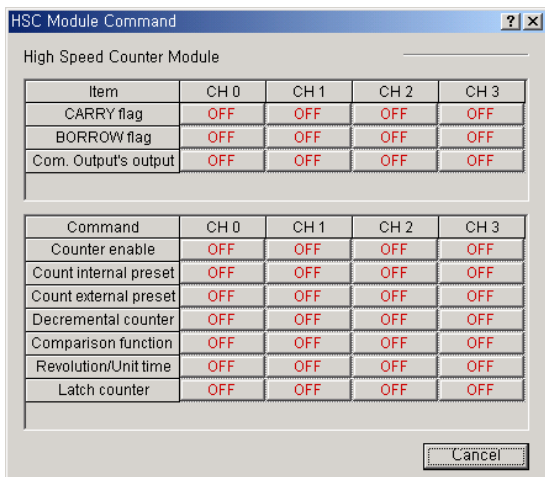 HSC Module Command
High Speed Counter Module
Item CH 0 CH 1 CH 2 CH 3
CARRY flag OFF OFF OFF OFF
BORROW flag OFF OFF OFF OFF
Com. Output's output OFF OFF OFF OFF
Command CH 0 CH 1 CH 2 CH 3
Counter enable OFF OFF OFF OFF
Count internal preset OFF OFF OFF OFF
Count external preset OFF OFF OFF OFF
Decremental counter OFF OFF OFF OFF
Comparison function OFF OFF OFF OFF
Revolution/Unit time OFF OFF OFF OFF
Latch counter OFF OFF OFF OFF
Cancel